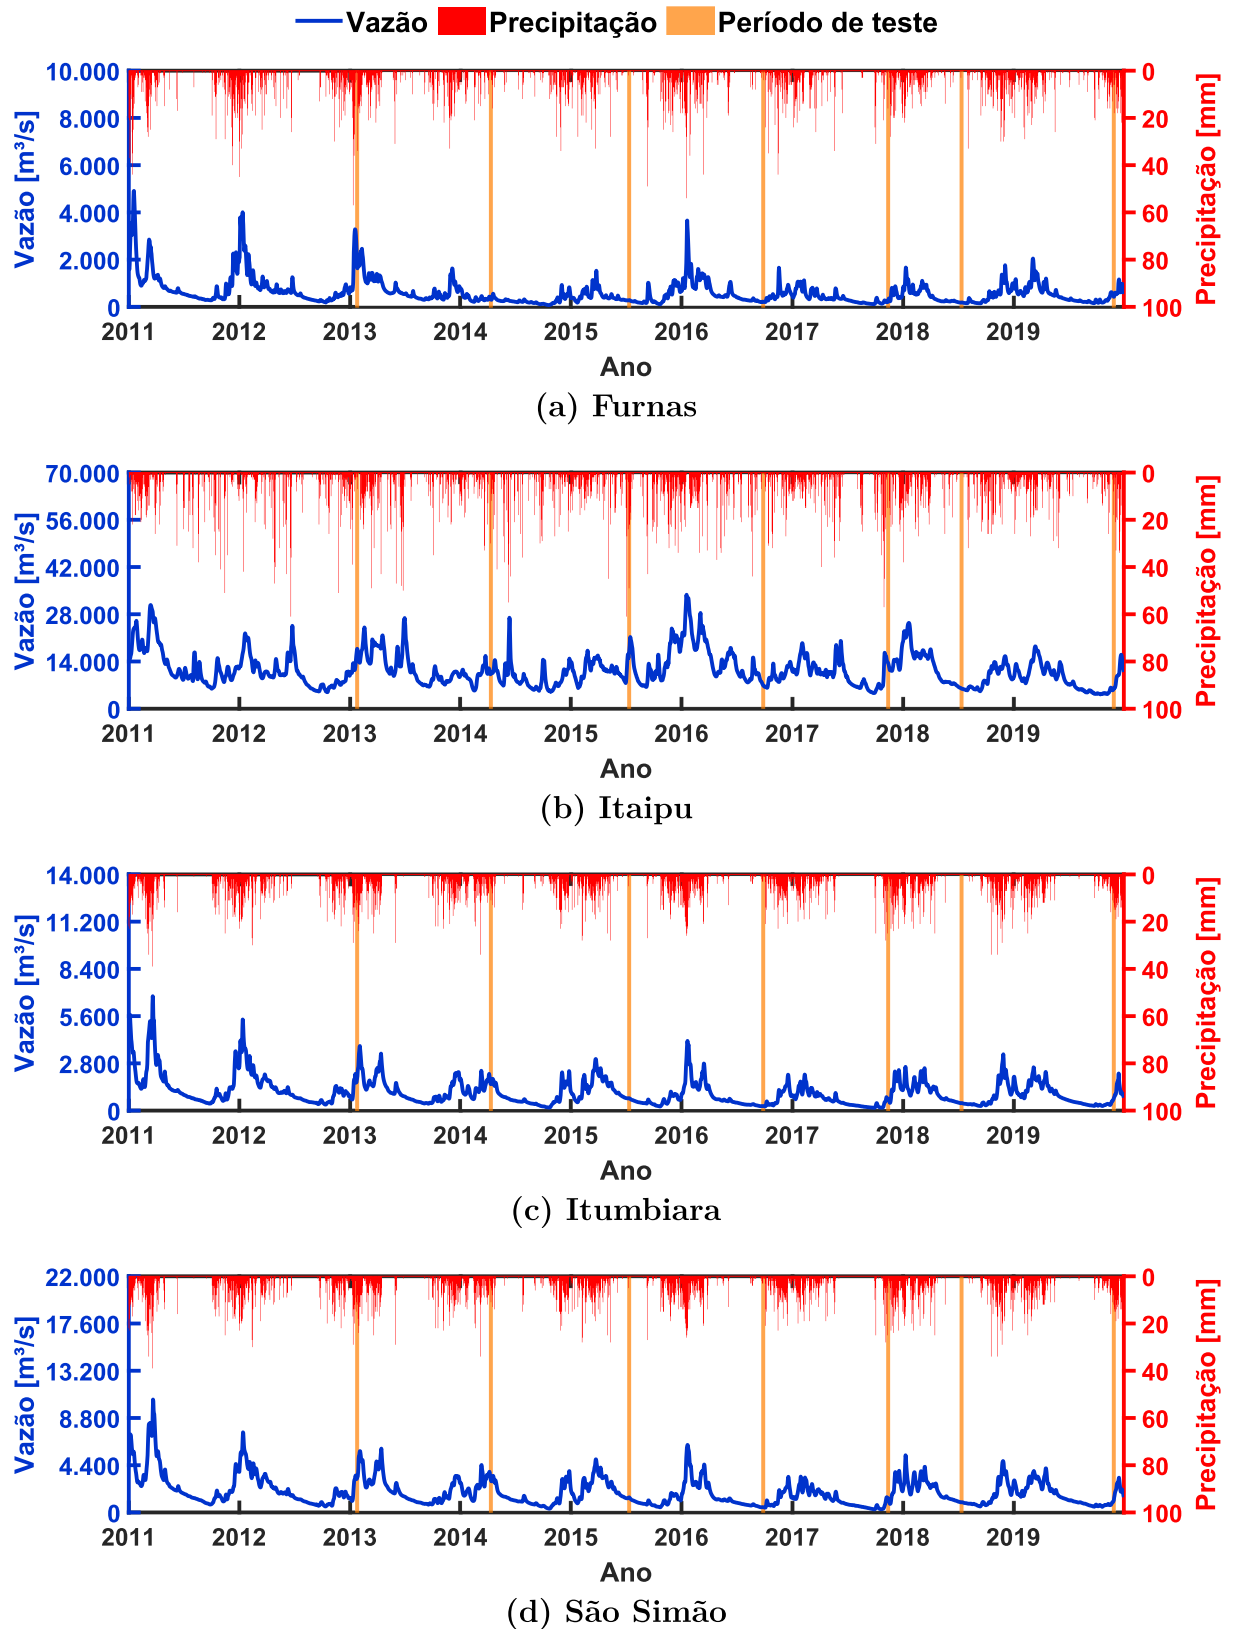 Vazão Precipitação Período de teste
10.000 0
8.000 20
6.000 40
4.000 60
2.000 80
0 100
Vazão [m³/s]
Precipitação [mm]
2011 2012 2013 2014 2015 2016 2017 2018 2019
Ano
(a) Furnas
70.000 0
56.000 20
42.000 40
28.000 60
14.000 80
0 100
Vazão [m³/s]
Precipitação [mm]
2011 2012 2013 2014 2015 2016 2017 2018 2019
Ano
(b) Itaipu
14.000 0
11.200 20
8.400 40
5.600 60
2.800 80
0 100
Vazão [m³/s]
Precipitação [mm]
2011 2012 2013 2014 2015 2016 2017 2018 2019
Ano
(c) Itumbiara
22.000 0
17.600 20
13.200 40
8.800 60
4.400 80
0 100
Vazão [m³/s]
Precipitação [mm]
2011 2012 2013 2014 2015 2016 2017 2018 2019
Ano
(d) São Simão